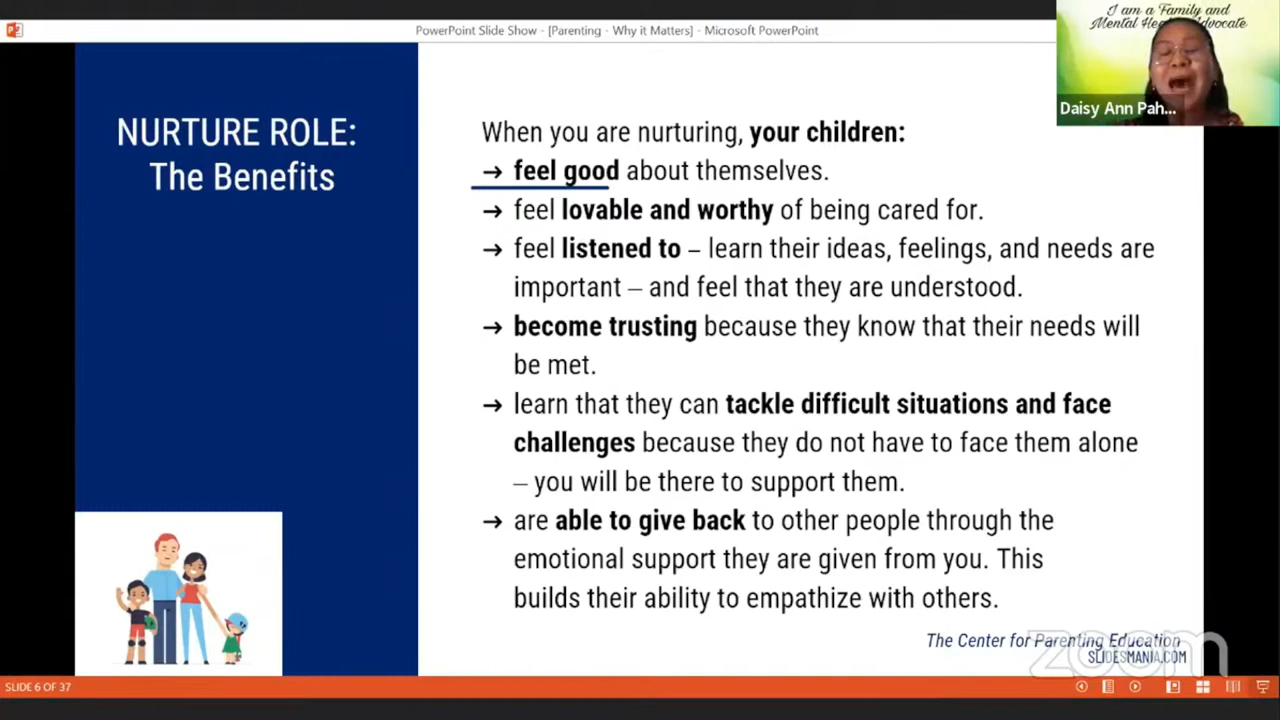 PowerPoint Slide Show - [Parenting - Why it Matters] - Microsoft PowerPoint
I am a Family and
Mental Health Advocate
Daisy Ann Pah...
NURTURE ROLE:
The Benefits
When you are nurturing, your children:
→ feel good about themselves.
→ feel lovable and worthy of being cared for.
→ feel listened to – learn their ideas, feelings, and needs are
important – and feel that they are understood.
→ become trusting because they know that their needs will
be met.
→ learn that they can tackle difficult situations and face
challenges because they do not have to face them alone
– you will be there to support them.
→ are able to give back to other people through the
emotional support they are given from you. This
builds their ability to empathize with others.
The Center for Parenting Education
SLIDESMANIA.COM
zoom
SLIDE 6 OF 37